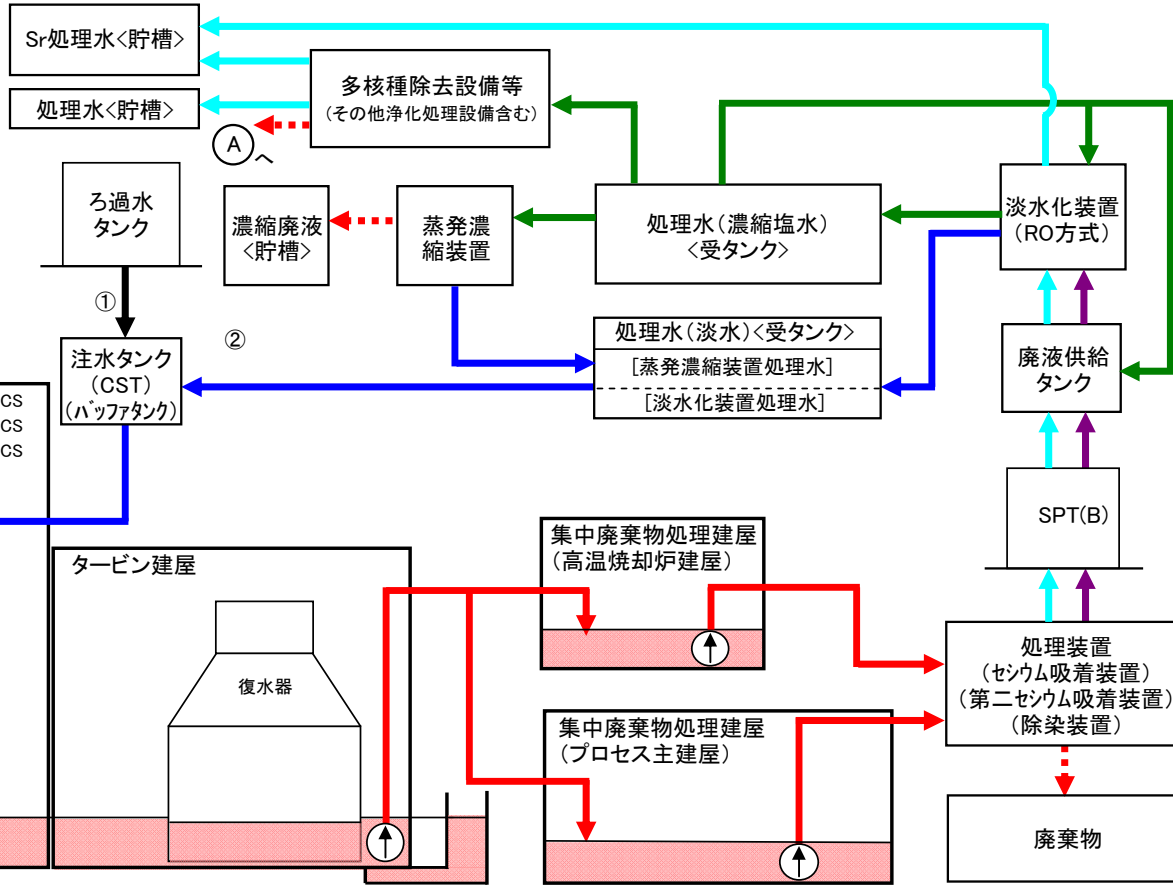 Sr処理水<貯槽>
処理水<貯槽>
多核種除去設備等
(その他浄化処理設備含む)
A
へ
ろ過水
タンク
濃縮廃液
<貯槽>
蒸発濃
縮装置
処理水(濃縮塩水)
<受タンク>
淡水化装置
(RO方式)
①
②
注水タンク
(CST)
(バッファタンク)
処理水(淡水)<受タンク>
[蒸発濃縮装置処理水]
[淡水化装置処理水]
廃液供給
タンク
CS
CS
CS
SPT(B)
タービン建屋
復水器
集中廃棄物処理建屋
(高温焼却炉建屋)
集中廃棄物処理建屋
(プロセス主建屋)
処理装置
(セシウム吸着装置)
(第二セシウム吸着装置)
(除染装置)
廃棄物